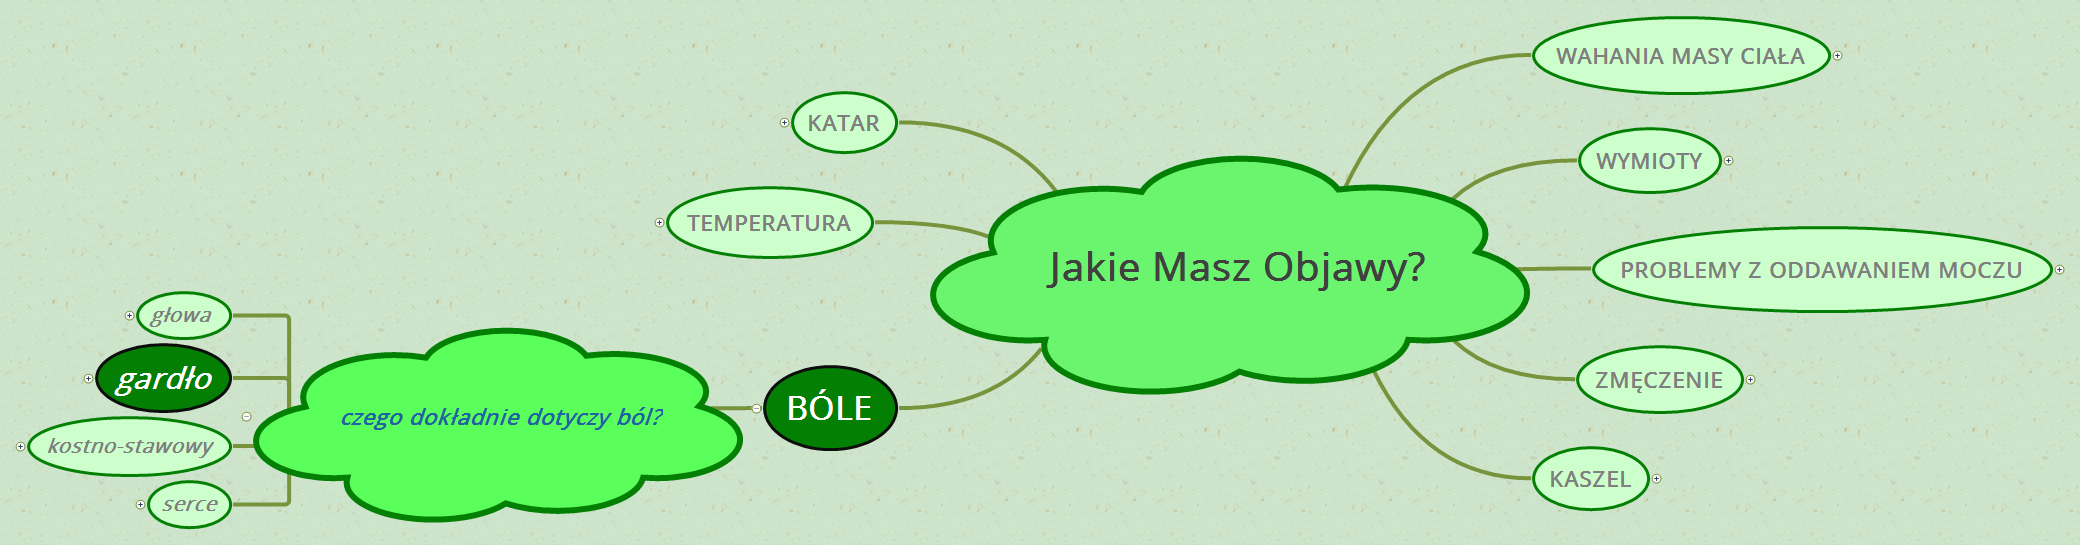 Jakie Masz Objawy?
WAHANIA MASY CIAŁA
WYMIOTY
PROBLEMY Z ODDAWANIEM MOCZU
ZMĘCZENIE
KASZEL
KATAR
TEMPERATURA
BÓLE
czego dokładnie dotyczy ból?
głowa
gardło
kostno-stawowy
serce